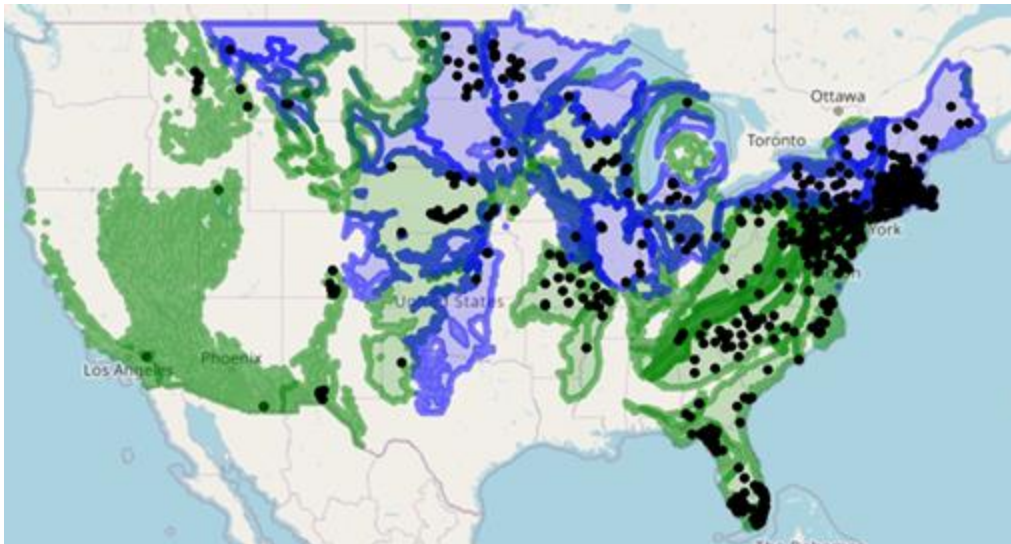 Ottawa
Toronto
York
United States
Phoenix
Los Angeles